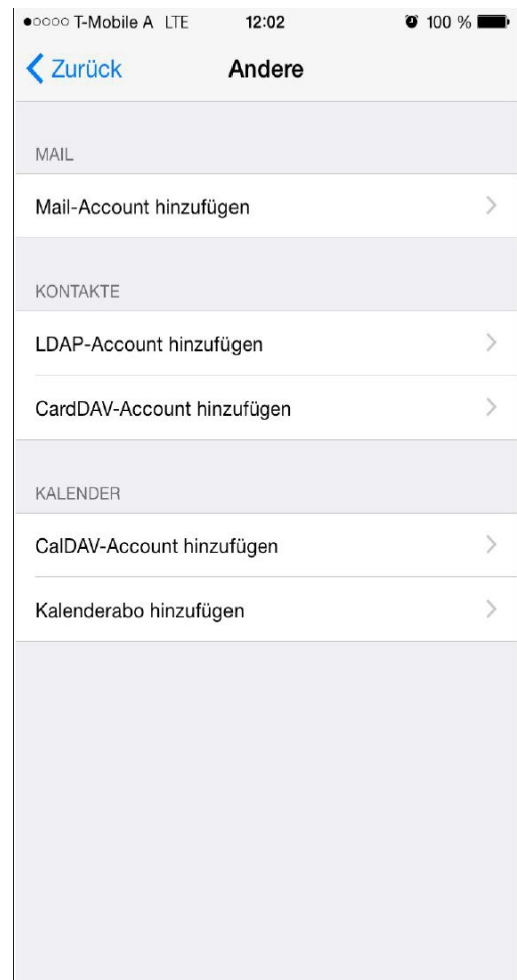 T-Mobile A LTE 12:02 100 %
Zurück Andere
MAIL
Mail-Account hinzufügen
KONTAKTE
LDAP-Account hinzufügen
CardDAV-Account hinzufügen
KALENDER
CalDAV-Account hinzufügen
Kalenderabo hinzufügen